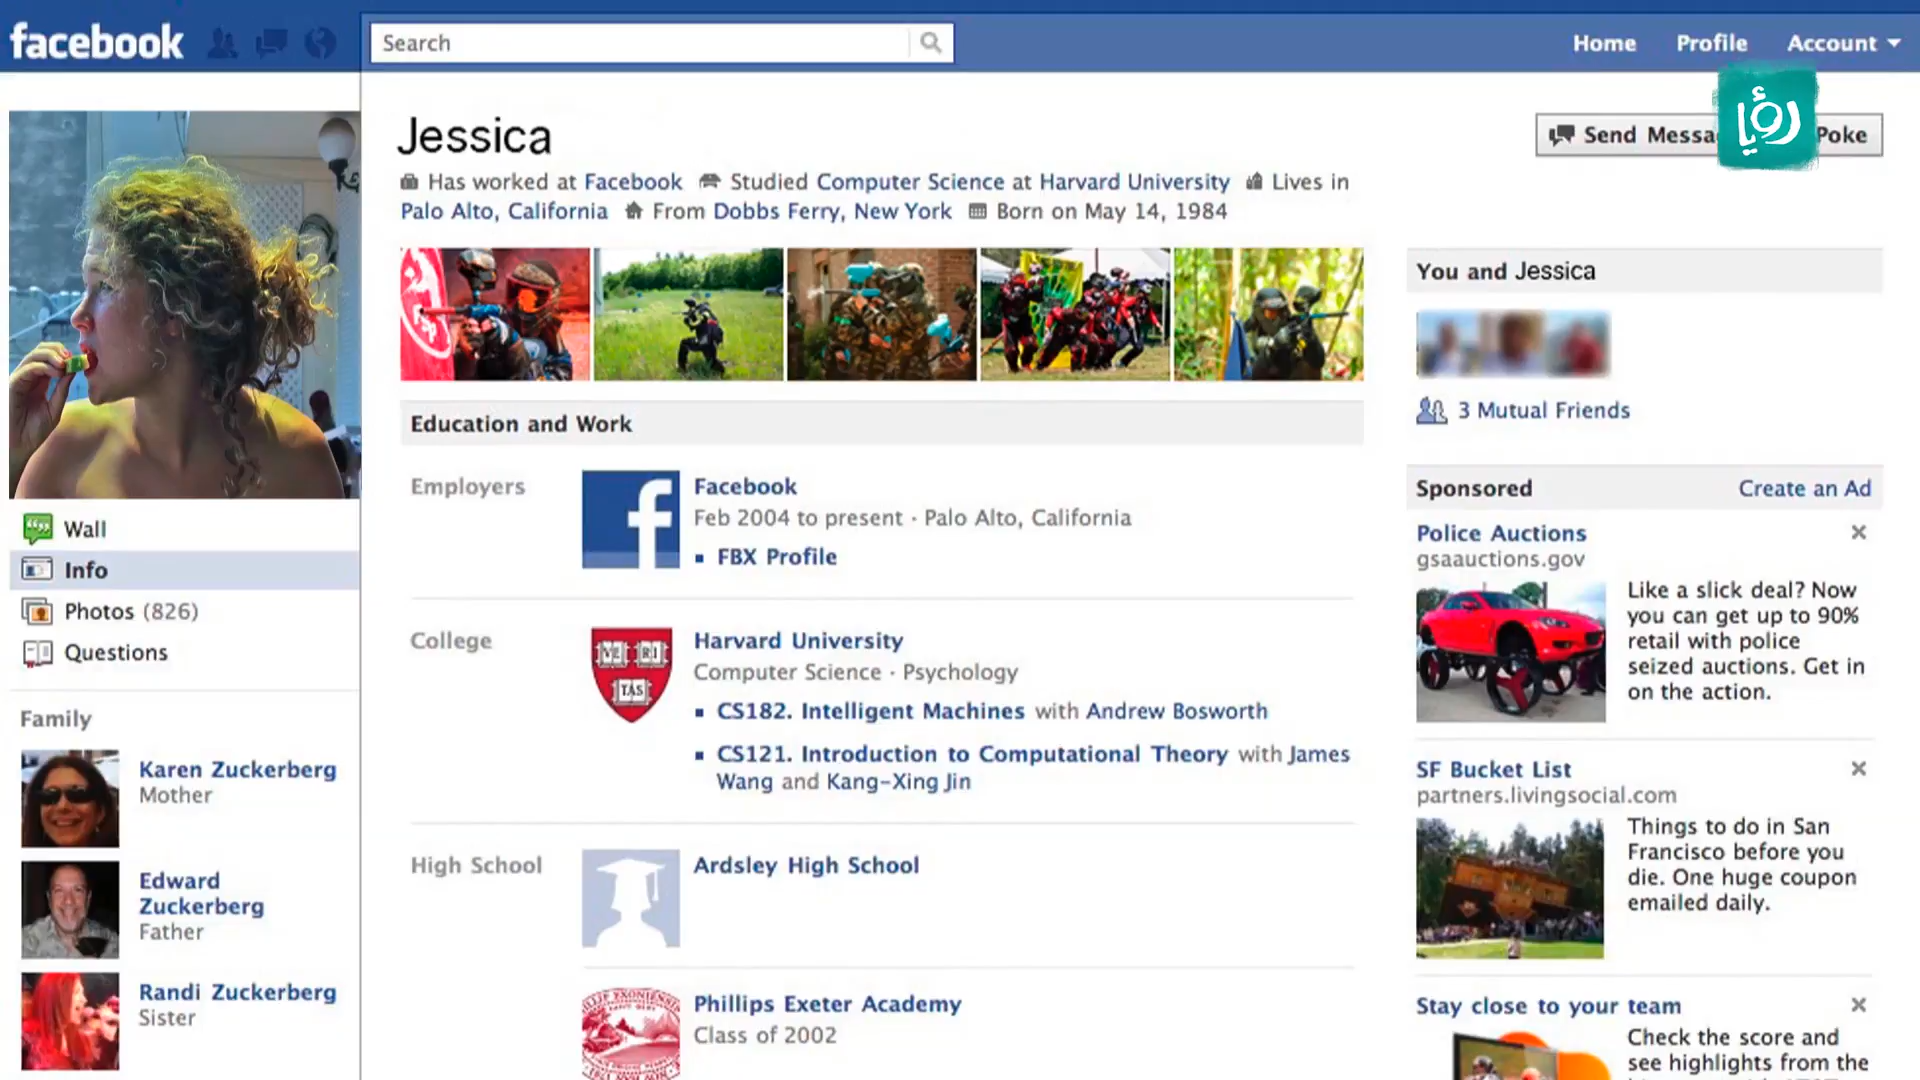 facebook
Search
Home Profile Account
رؤيا
Jessica
Send Messa Poke
Has worked at Facebook Studied Computer Science at Harvard University Lives in
Palo Alto, California From Dobbs Ferry, New York Born on May 14, 1984
You and Jessica
3 Mutual Friends
Education and Work
Employers
Facebook
Feb 2004 to present · Palo Alto, California
▪ FBX Profile
College
VE RI
TAS
Harvard University
Computer Science · Psychology
▪ CS182. Intelligent Machines with Andrew Bosworth
▪ CS121. Introduction to Computational Theory with James
Wang and Kang-Xing Jin
High School
Ardsley High School
Phillips Exeter Academy
Class of 2002
Wall
Info
Photos (826)
Questions
Family
Karen Zuckerberg
Mother
Edward
Zuckerberg
Father
Randi Zuckerberg
Sister
Sponsored
Create an Ad
Police Auctions
gsaauctions.gov
Like a slick deal? Now
you can get up to 90%
retail with police
seized auctions. Get in
on the action.
SF Bucket List
partners.livingsocial.com
Things to do in San
Francisco before you
die. One huge coupon
emailed daily.
Stay close to your team
Check the score and
see highlights from the